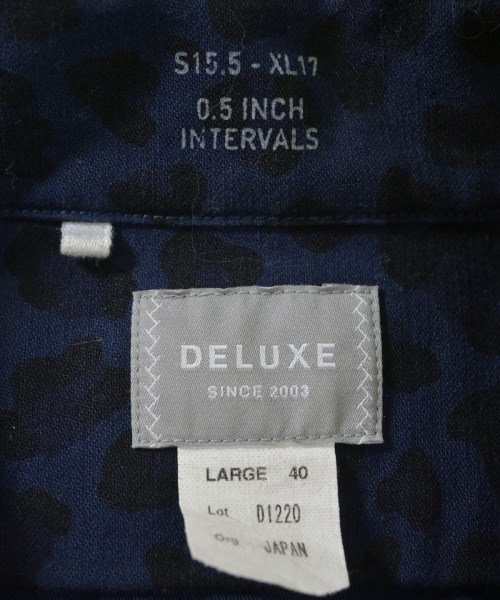 S15.5 - XL17
0.5 INCH
INTERVALS
DELUXE
SINCE 2003
LARGE 40
Lot D1220
Org JAPAN